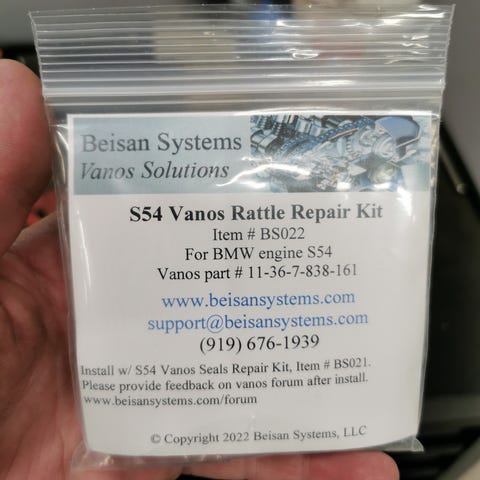 Beisan Systems
Vanos Solutions
S54 Vanos Rattle Repair Kit
Item # BS022
For BMW engine S54
Vanos part # 11-36-7-838-161
www.beisansystems.com
support@beisansystems.com
(919) 676-1939
Install w/ S54 Vanos Seals Repair Kit, Item # BS021.
Please provide feedback on vanos forum after install.
www.beisansystems.com/forum
© Copyright 2022 Beisan Systems, LLC